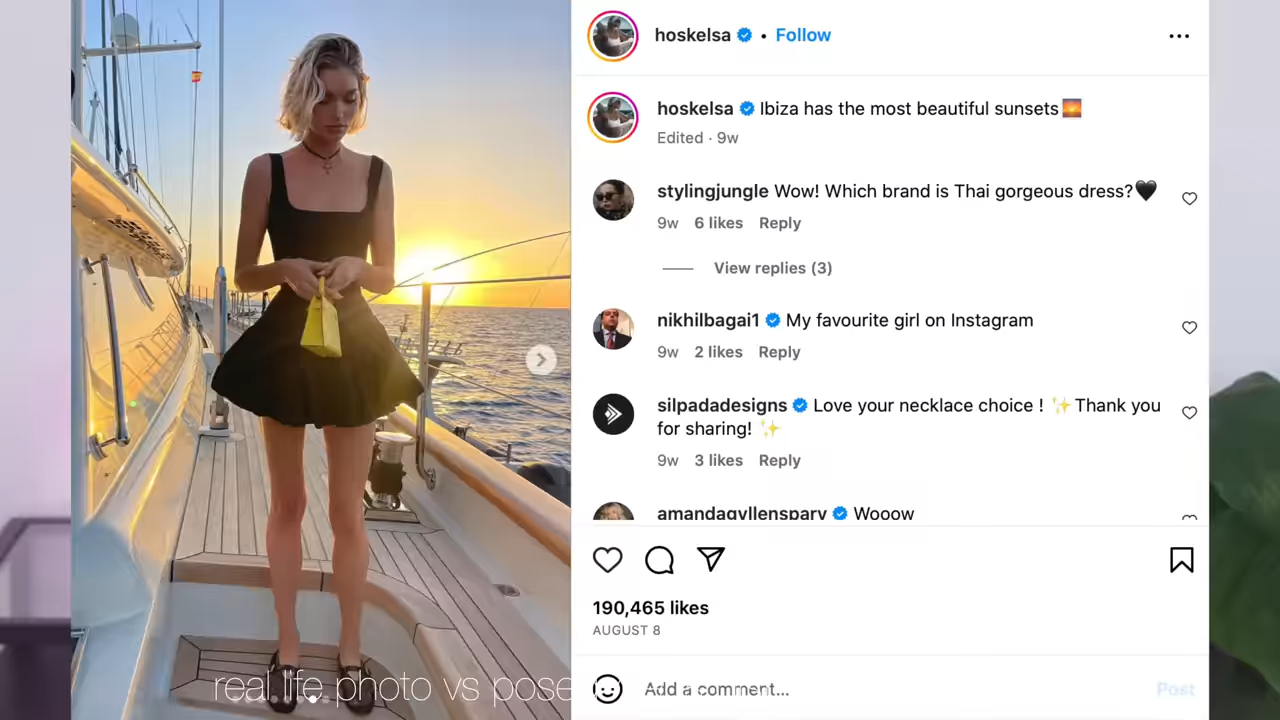 hoskelsa • Follow
hoskelsa Ibiza has the most beautiful sunsets🌅
Edited · 9w
stylingjungle Wow! Which brand is Thai gorgeous dress?🖤
9w 6 likes Reply
View replies (3)
nikhilbagai1 My favourite girl on Instagram
9w 2 likes Reply
silpadadesigns Love your necklace choice ! ✨Thank you
for sharing! ✨
9w 3 likes Reply
amandagyllensparv Wooow
190,465 likes
AUGUST 8
real life photo vs pose
Add a comment...
Post